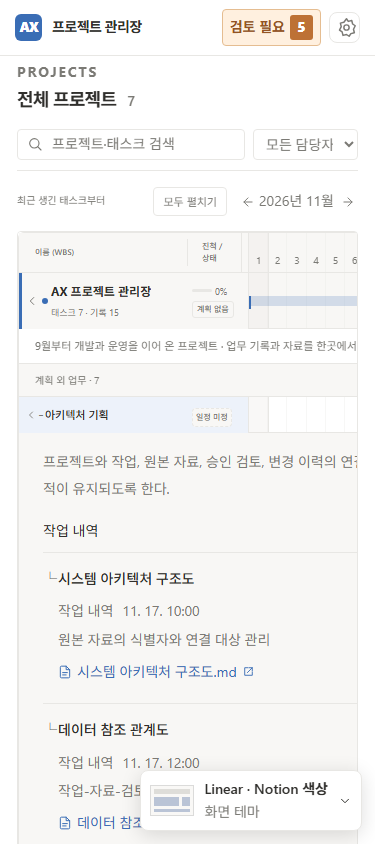 AX 프로젝트 관리장
검토 필요 5
PROJECTS
전체 프로젝트 7
프로젝트·태스크 검색
모든 담당자
최근 생긴 태스크부터
모두 펼치기
← 2026년 11월 →
이름 (WBS)
진척 /
상태
1 2 3 4 5 6
AX 프로젝트 관리장
0%
태스크 7 · 기록 15
계획 없음
9월부터 개발과 운영을 이어 온 프로젝트 · 업무 기록과 자료를 한곳에서
계획 외 업무 · 7
아키텍처 기획
일정 미정
프로젝트와 작업, 원본 자료, 승인 검토, 변경 이력의
적이 유지되도록 한다.
작업 내역
시스템 아키텍처 구조도
작업 내역 11. 17. 10:00
원본 자료의 식별자와 연결 대상 관리
시스템 아키텍처 구조도.md
데이터 참조 관계도
작업 내역 11. 17. 12:00
작업-자료-검토
데이터 참조
Linear · Notion 색상
화면 테마